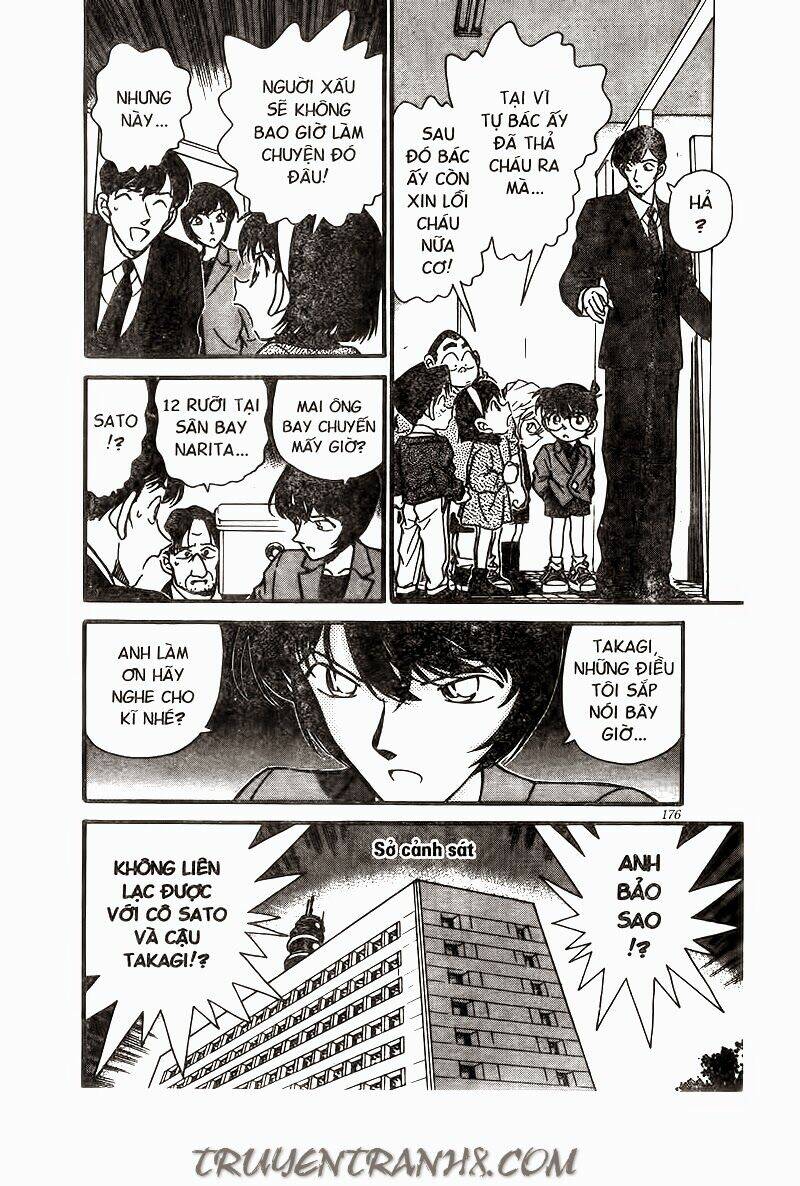 HẢ
?
TẠI VÌ
TỰ BÁC ẤY
ĐÃ THẢ
CHÁU RA
MÀ...
SAU
ĐÓ BÁC
ẤY CÒN
XIN LỖI
CHÁU
NỮA
CƠ!
NGƯỜI XẤU
SẼ KHÔNG
BAO GIỜ LÀM
CHUYỆN ĐÓ
ĐÂU!
NHƯNG
NÀY...
MAI ÔNG
BAY CHUYẾN
MẤY GIỜ?
12 RƯỠI TẠI
SÂN BAY
NARITA...
SATO
!?
TAKAGI,
NHỮNG ĐIỀU
TÔI SẮP
NÓI BÂY
GIỜ...
ANH LÀM
ƠN HÃY
NGHE CHO
KĨ NHÉ?
176
Sở cảnh sát
ANH
BẢO
SAO
!?
KHÔNG LIÊN
LẠC ĐƯỢC
VỚI CÔ SATO
VÀ CẬU
TAKAGI!?
TRUYENTRANH8.COM